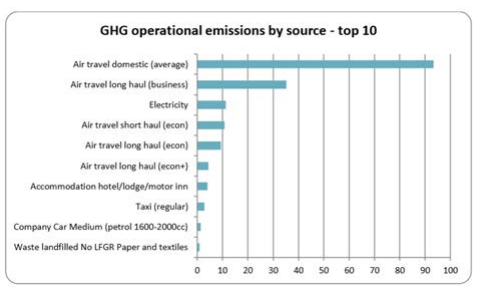 GHG operational emissions by source - top 10
Air travel domestic (average)
Air travel long haul (business)
Electricity
Air travel short haul (econ)
Air travel long haul (econ)
Air travel long haul (econ+)
Accommodation hotel/lodge/motor inn
Taxi (regular)
Company Car Medium (petrol 1600-2000cc)
Waste landfilled No LFGR Paper and textiles
0 10 20 30 40 50 60 70 80 90 100